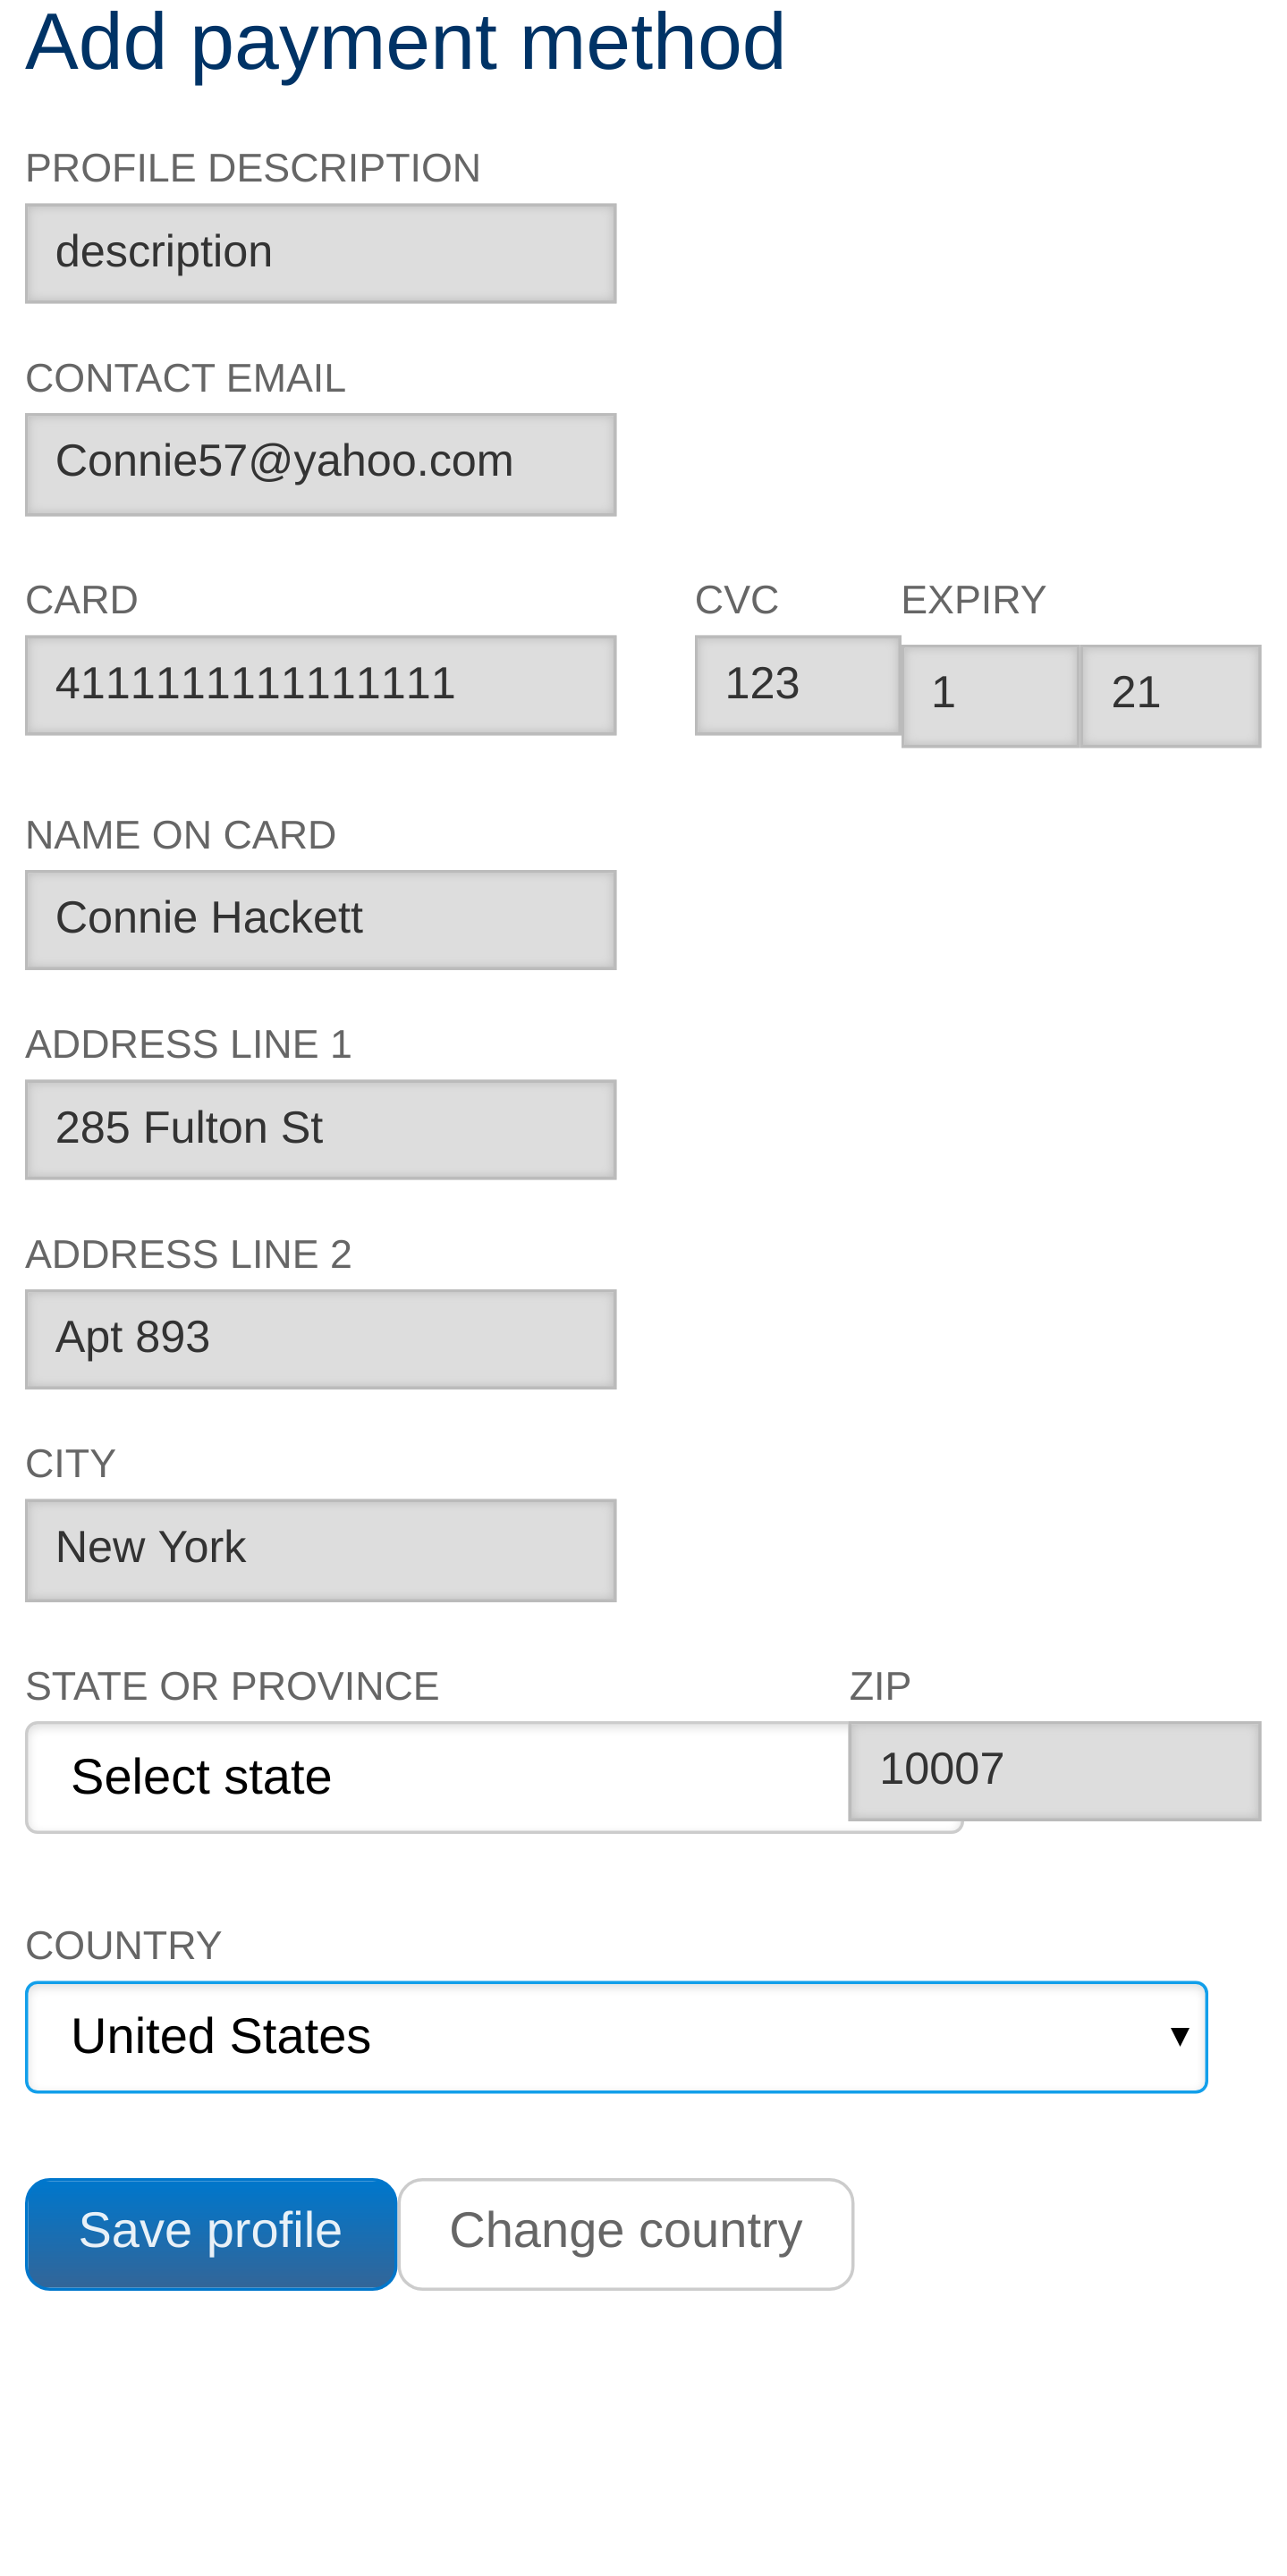 Add payment method
PROFILE DESCRIPTION
description
CONTACT EMAIL
Connie57@yahoo.com
CARD CVC EXPIRY
4111111111111111 123 1 21
NAME ON CARD
Connie Hackett
ADDRESS LINE 1
285 Fulton St
ADDRESS LINE 2
Apt 893
CITY
New York
STATE OR PROVINCE ZIP
Select state 10007
COUNTRY
United States
Save profile Change country